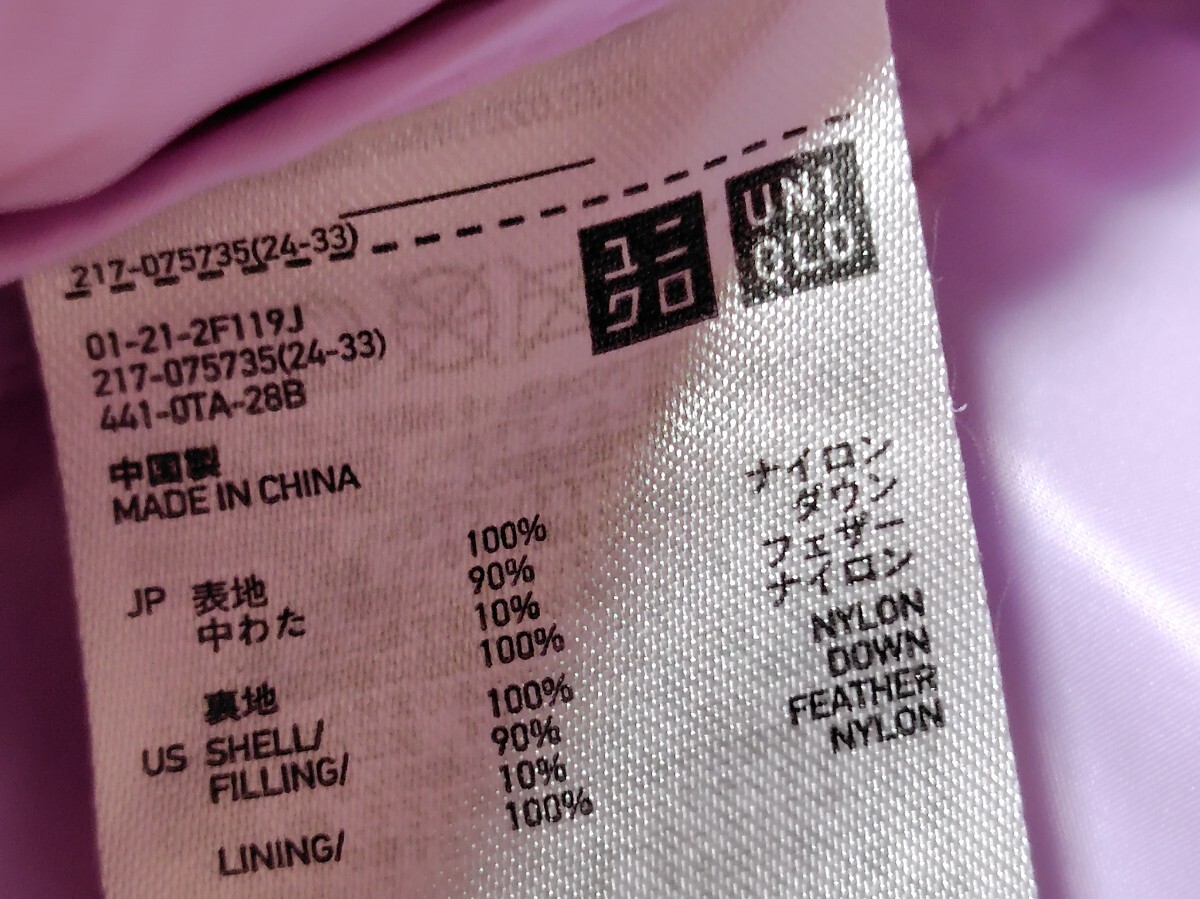 217-075735(24-33)
ユニ
クロ
UNI
QLO
01-21-2F119J
217-075735(24-33)
441-0TA-28B
中国製
MADE IN CHINA
JP 表地 100% ナイロン
中わた 90% ダウン
10% フェザー
裏地 100% ナイロン
US SHELL/ 100% NYLON
FILLING/ 90% DOWN
10% FEATHER
LINING/ 100% NYLON